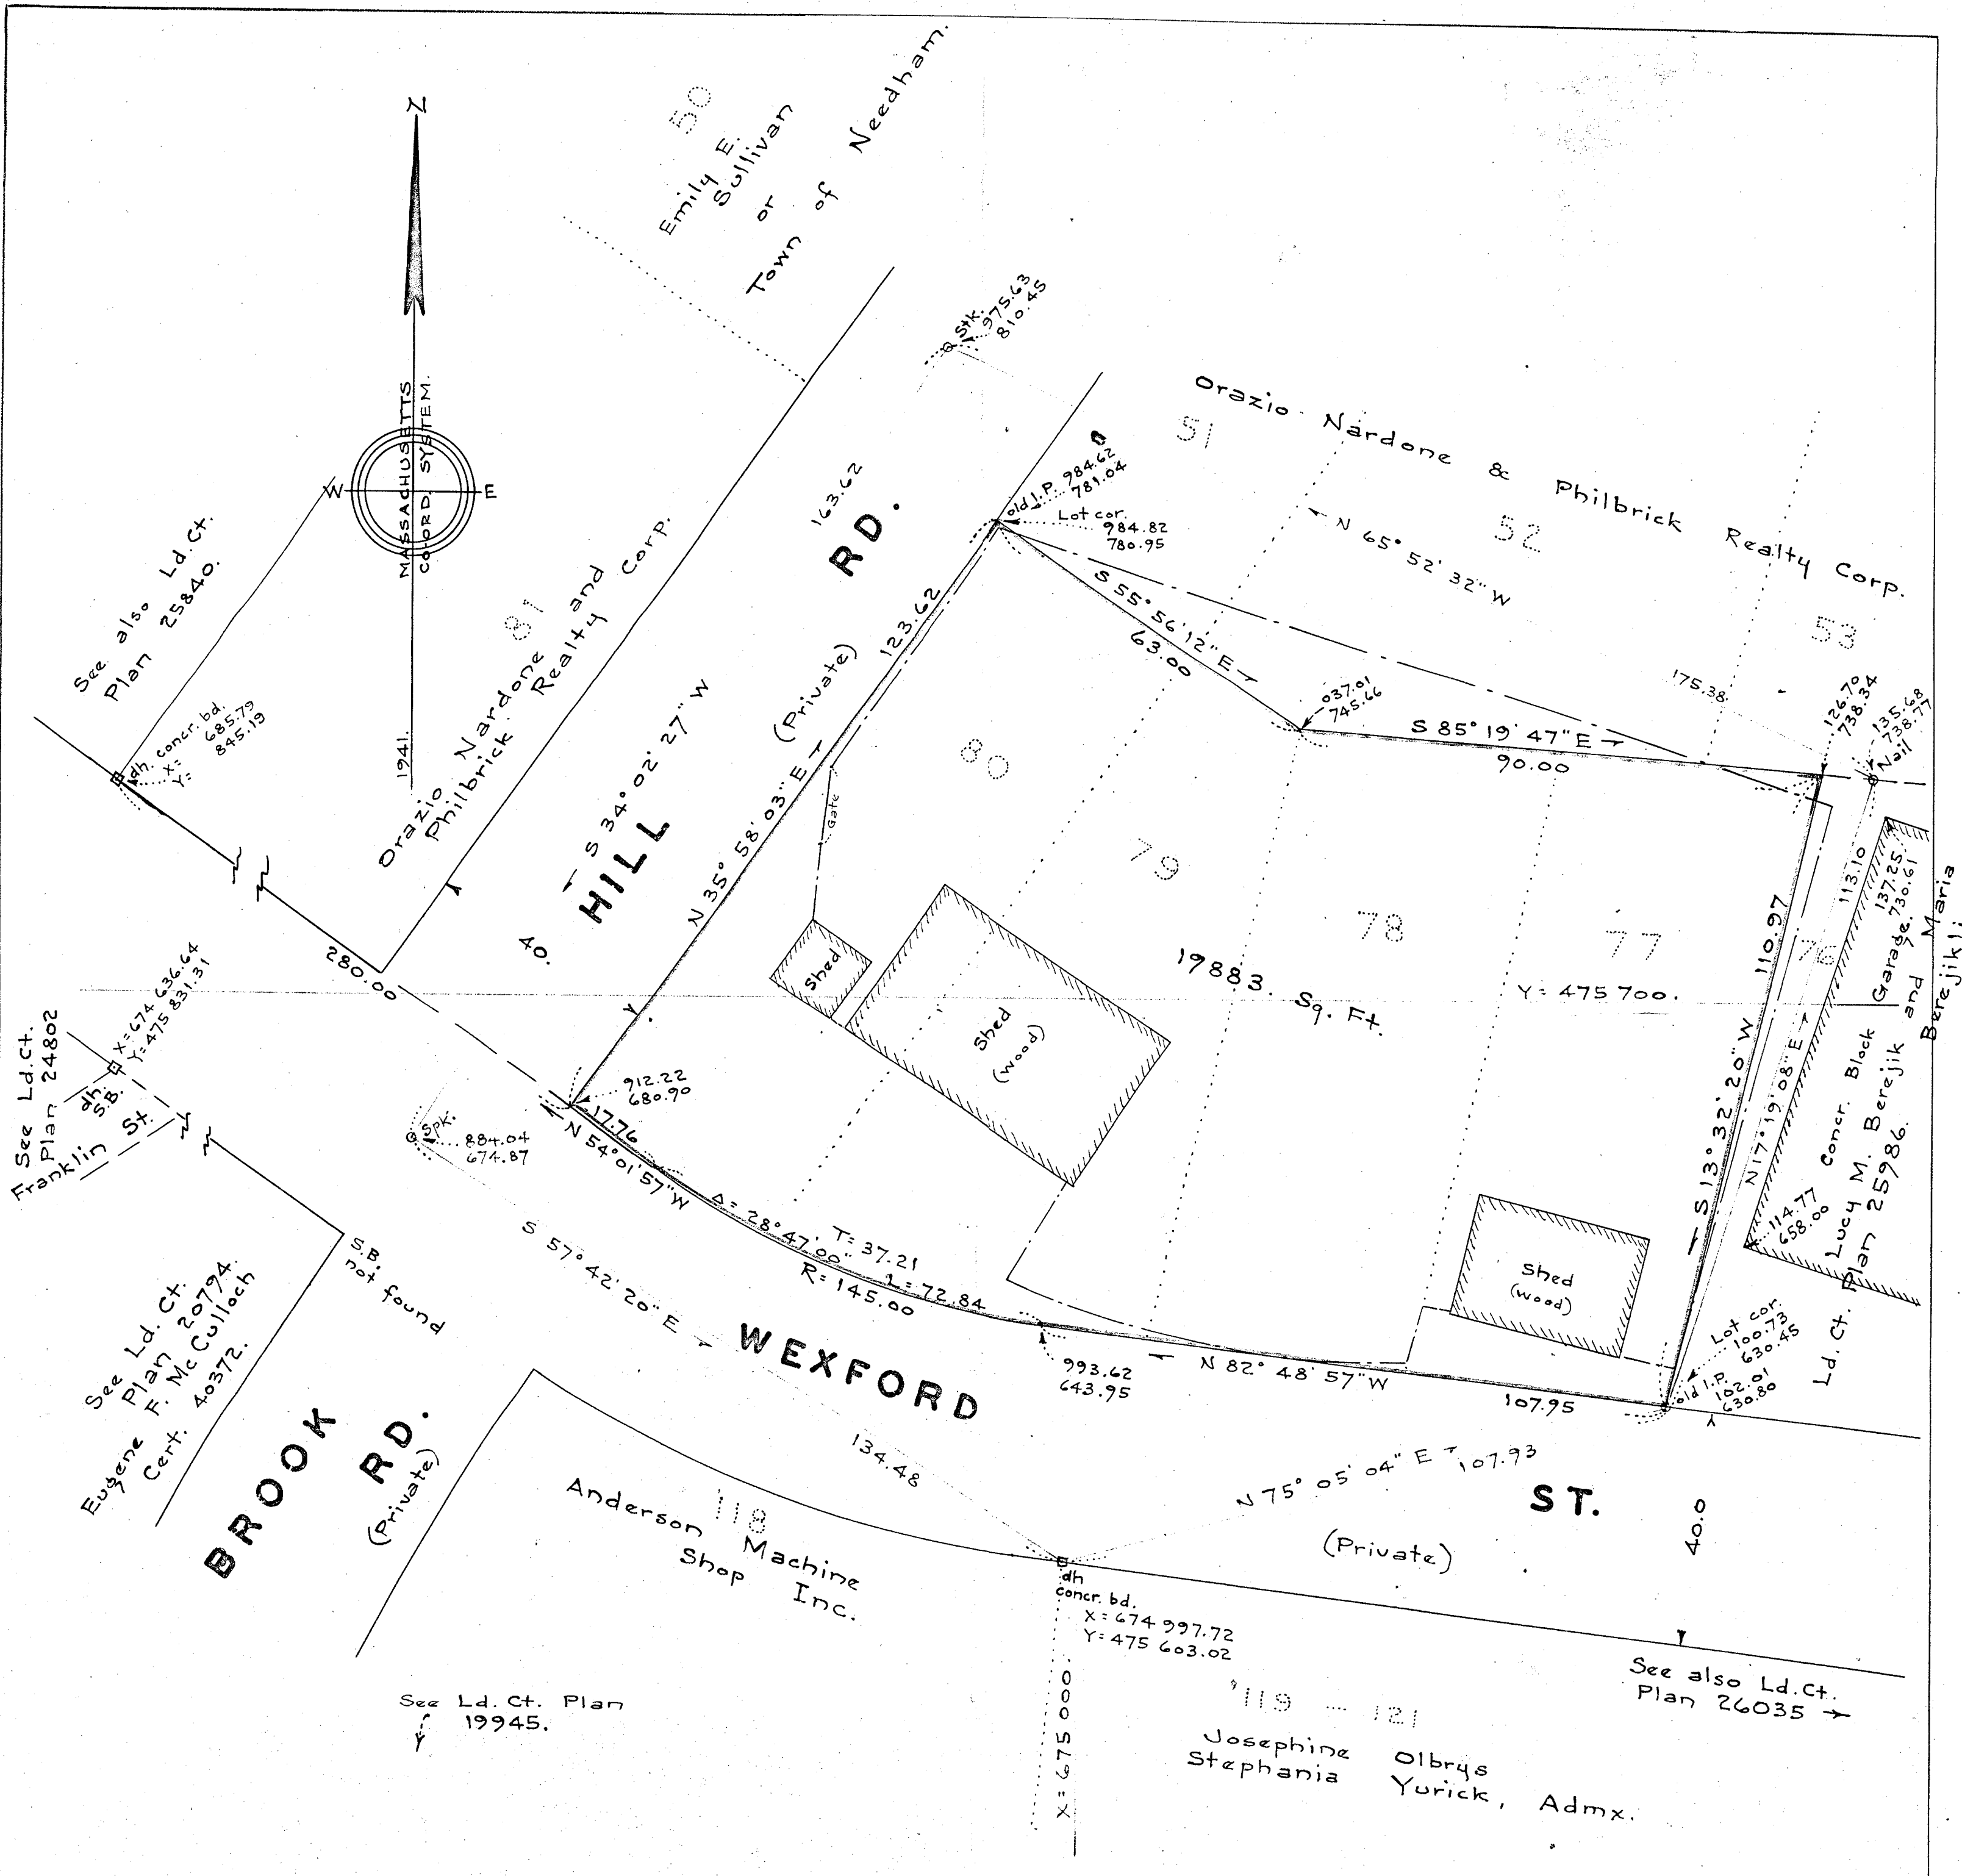 50
Emily E.
Sullivan
or
Town of Needham.
N
W
E
MASSACHUSETTS
CO-ORD. SYSTEM.
1941.
See also Ld. Ct.
Plan 25840.
dh. concr. bd.
X= 685.79
Y= 845.19
81
Orazio Nardone and
Philbrick Realty Corp.
Stk. 975.63
810.45
163.62
HILL RD.
(Private)
S 34° 02' 27" W
40.
N 35° 58' 03" E
123.62
old I.P. 984.62
781.04
Lot cor.
984.82
780.95
51
Orazio Nardone & Philbrick Realty Corp.
52
N 65° 52' 32" W
53
175.38
S 55° 56' 12" E
63.00
037.01
745.66
S 85° 19' 47" E
90.00
126.70
738.34
135.68
738.77
Nail
Gate
80
79
78
77
76
19883. Sq. Ft.
Y= 475 700.
Shed
Shed
(wood)
Shed
(wood)
110.97
S 13° 32' 20" W
113.10
N 17° 19' 08" E
137.25
730.61
Concr. Block Garage.
114.77
658.00
Lucy M. Berejik and Maria
Berejikli
Ld. Ct. Plan 25986.
280.00
X= 674 636.64
Y= 475 831.31
See Ld. Ct.
Plan 24802
dh.
S.B.
Franklin St.
912.22
680.90
17.76
N 54° 01' 57" W
Spk.
884.04
674.87
Δ= 28° 47' 00"
T= 37.21
R= 145.00
L= 72.84
S 57° 42' 20" E
134.48
WEXFORD ST.
(Private)
993.62
643.95
N 82° 48' 57" W
107.95
Lot cor.
100.73
630.45
old I.P.
102.01
630.80
N 75° 05' 04" E
107.93
40.0
S.B.
not found
See Ld. Ct.
Plan 20794.
Eugene F. Mc Culloch
Cert. 40372.
BROOK RD.
(Private)
118
Anderson Machine
Shop Inc.
dh
concr. bd.
X= 674 997.72
Y= 475 603.02
X= 675 000
See Ld. Ct. Plan
19945.
119 - 121
Josephine Olbrys
Stephania Yurick, Admx.
See also Ld. Ct.
Plan 26035